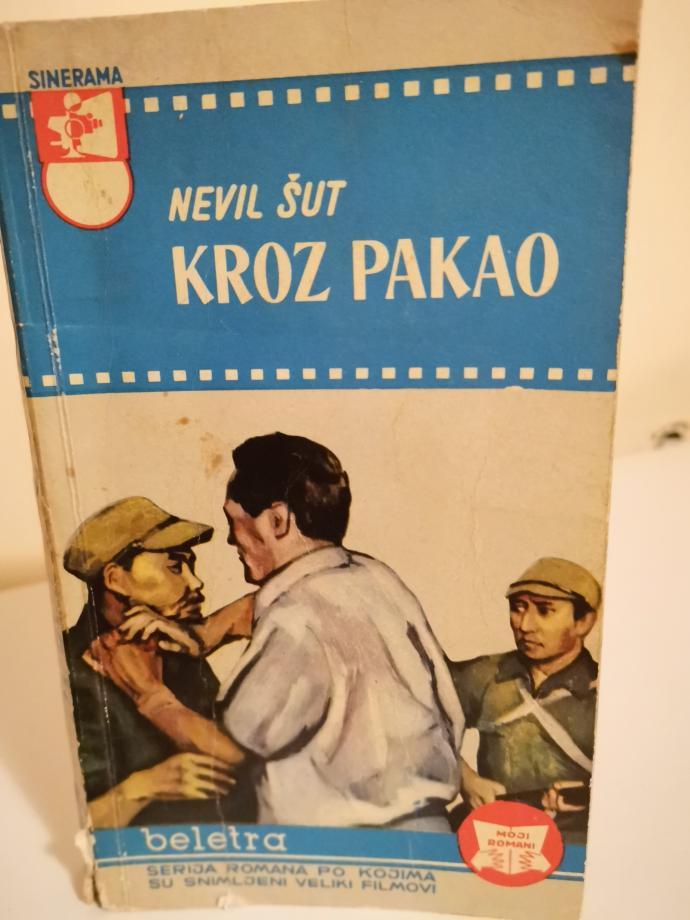 SINERAMA
NEVIL ŠUT
KROZ PAKAO
beletra
SERIJA ROMANA PO KOJIMA
SU SNIMLJENI VELIKI FILMOVI
MOJI
ROMANI